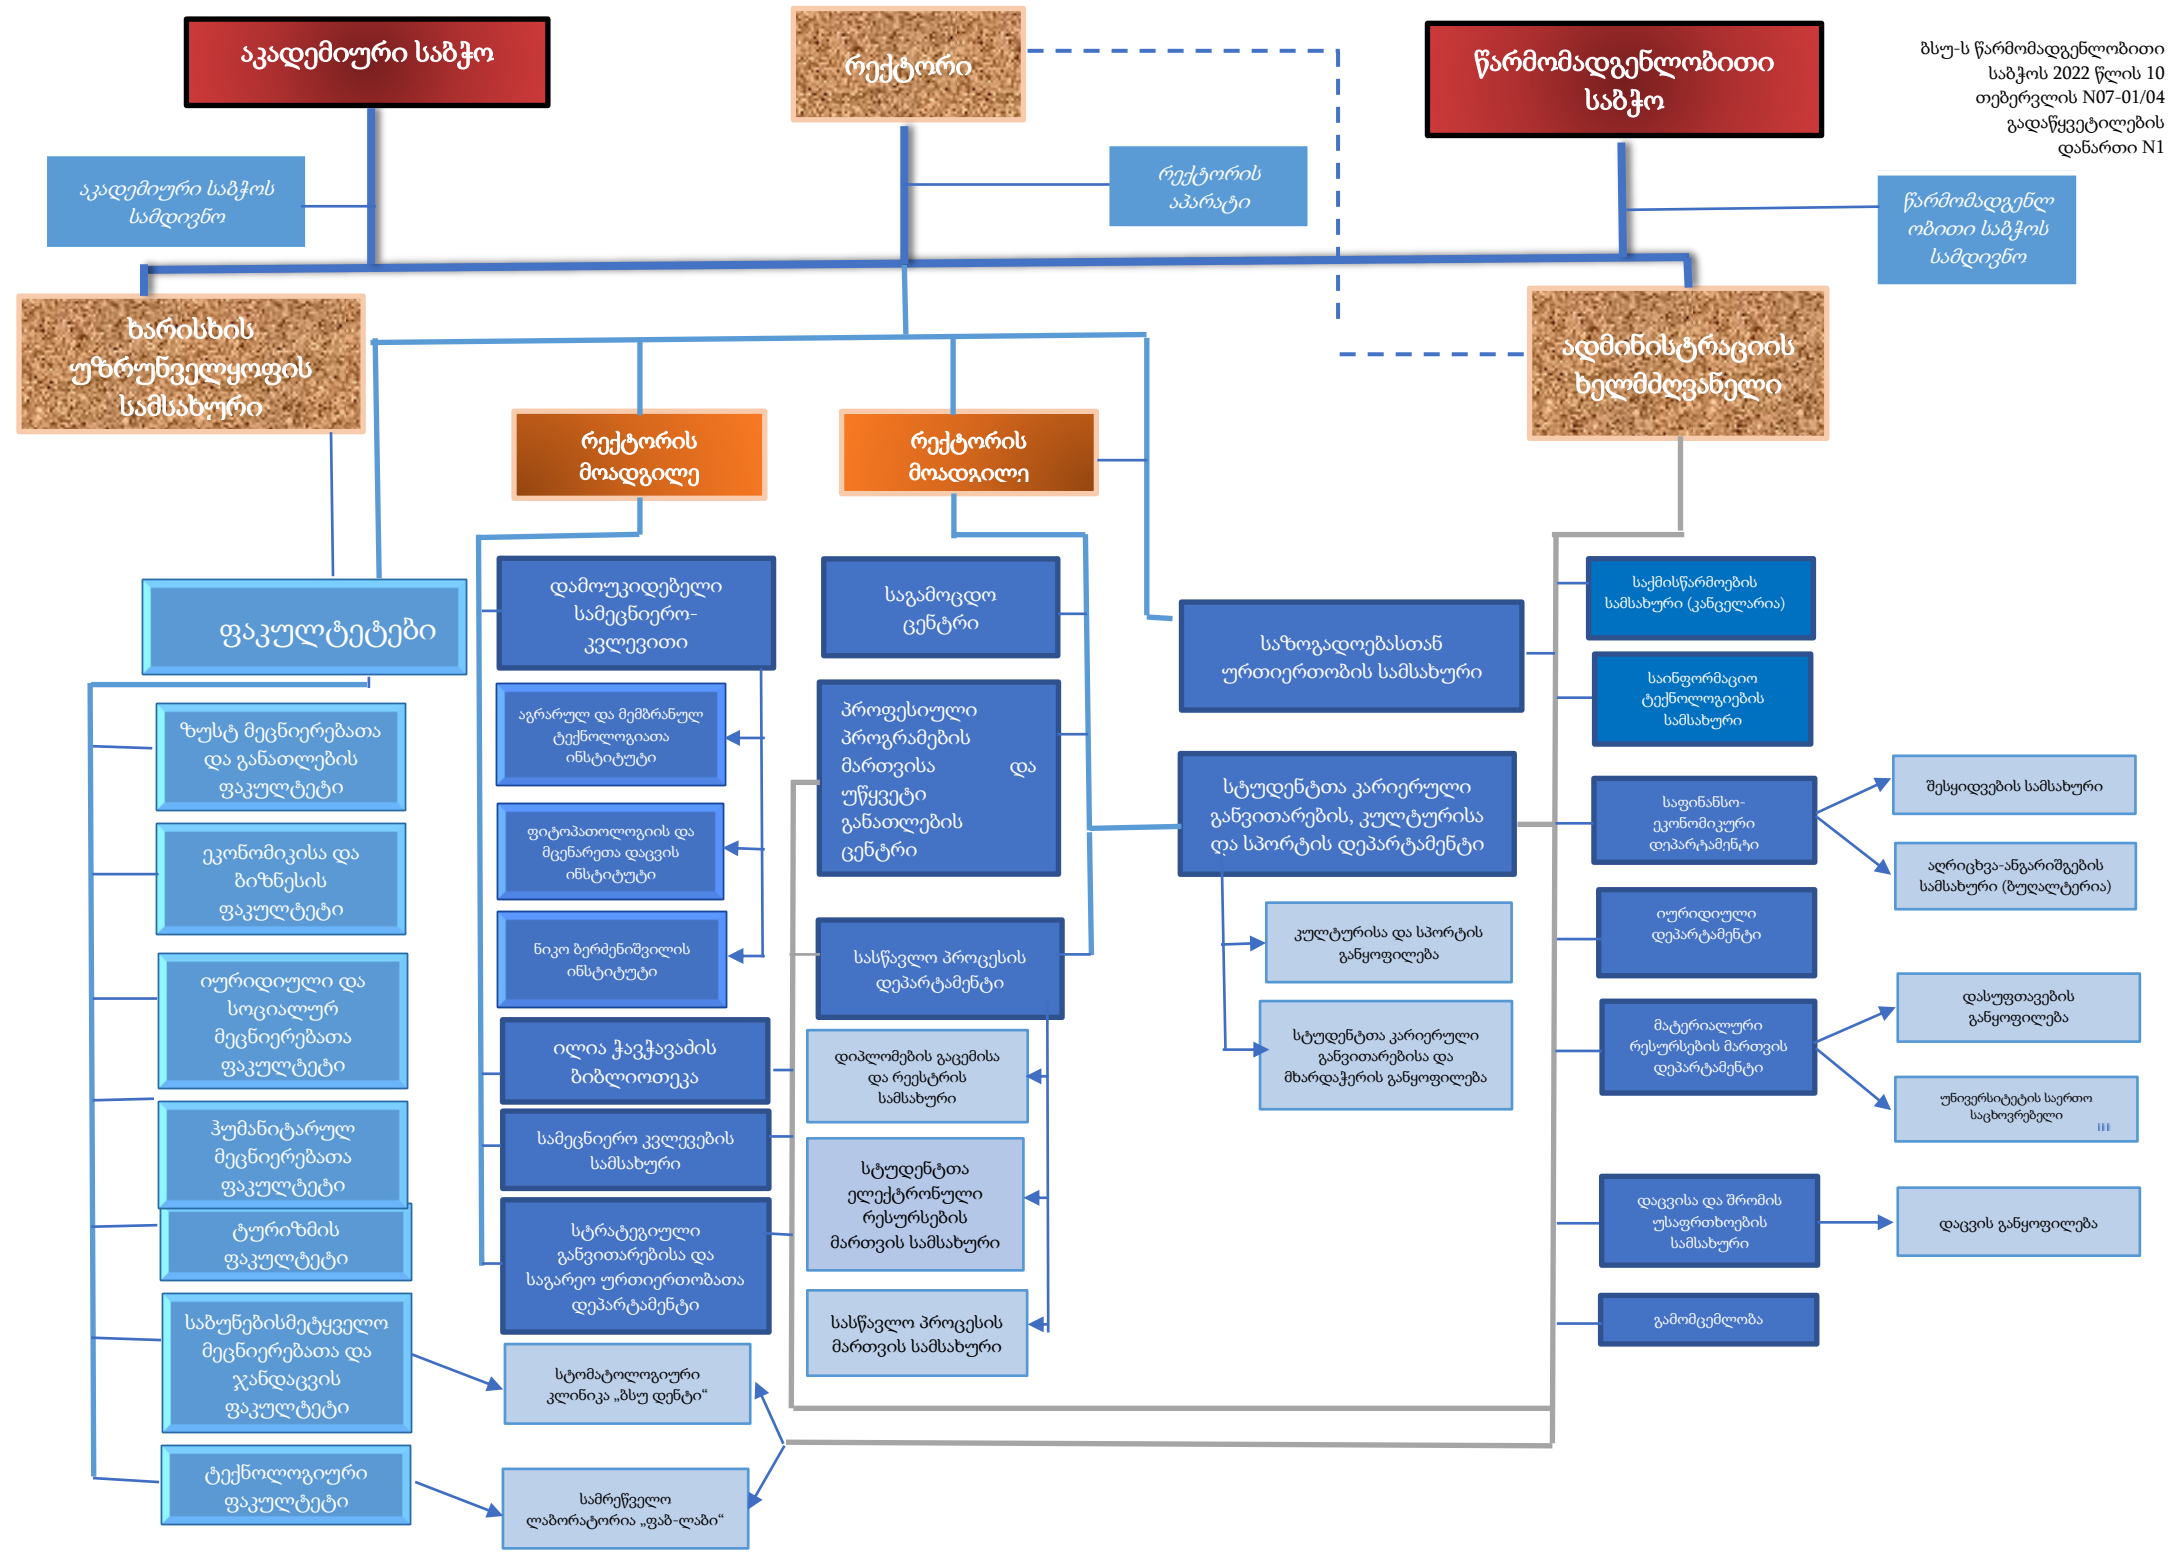 აკადემიური საბჭო
რექტორი
წარმომადგენლობითი
საბჭო
ბსუ-ს წარმომადგენლობითი
საბჭოს 2022 წლის 10
თებერვლის N07-01/04
გადაწყვეტილების
დანართი N1
აკადემიური საბჭოს
სამდივნო
რექტორის
აპარატი
წარმომადგენლ
ობითი საბჭოს
სამდივნო
ხარისხის
უზრუნველყოფის
სამსახური
ადმინისტრაციის
ხელმძღვანელი
რექტორის
მოადგილე
რექტორის
მოადგილე
ფაკულტეტები
ზუსტ მეცნიერებათა
და განათლების
ფაკულტეტი
ეკონომიკისა და
ბიზნესის
ფაკულტეტი
იურიდიული და
სოციალურ
მეცნიერებათა
ფაკულტეტი
ჰუმანიტარულ
მეცნიერებათა
ფაკულტეტი
ტურიზმის
ფაკულტეტი
საბუნებისმეტყველო
მეცნიერებათა და
ჯანდაცვის
ფაკულტეტი
ტექნოლოგიური
ფაკულტეტი
დამოუკიდებელი
სამეცნიერო-
კვლევითი
აგრარულ და მემბრანულ
ტექნოლოგიათა
ინსტიტუტი
ფიტოპათოლოგიის და
მცენარეთა დაცვის
ინსტიტუტი
ნიკო ბერძენიშვილის
ინსტიტუტი
ილია ჭავჭავაძის
ბიბლიოთეკა
სამეცნიერო კვლევების
სამსახური
სტრატეგიული
განვითარებისა და
საგარეო ურთიერთობათა
დეპარტამენტი
სტომატოლოგიური
კლინიკა „ბსუ დენტი“
სამრეწველო
ლაბორატორია „ფაბ-ლაბი“
საგამოცდო
ცენტრი
პროფესიული
პროგრამების
მართვისა და
უწყვეტი
განათლების
ცენტრი
სასწავლო პროცესის
დეპარტამენტი
დიპლომების გაცემისა
და რეესტრის
სამსახური
სტუდენტთა
ელექტრონული
რესურსების
მართვის სამსახური
სასწავლო პროცესის
მართვის სამსახური
საზოგადოებასთან
ურთიერთობის სამსახური
სტუდენტთა კარიერული
განვითარების, კულტურისა
და სპორტის დეპარტამენტი
კულტურისა და სპორტის
განყოფილება
სტუდენტთა კარიერული
განვითარებისა და
მხარდაჭერის განყოფილება
საქმისწარმოების
სამსახური (კანცელარია)
საინფორმაციო
ტექნოლოგიების
სამსახური
საფინანსო-
ეკონომიკური
დეპარტამენტი
იურიდიული
დეპარტამენტი
მატერიალური
რესურსების მართვის
დეპარტამენტი
დაცვისა და შრომის
უსაფრთხოების
სამსახური
გამომცემლობა
შესყიდვების სამსახური
აღრიცხვა-ანგარიშგების
სამსახური (ბუღალტერია)
დასუფთავების
განყოფილება
უნივერსიტეტის საერთო
საცხოვრებელი
დაცვის განყოფილება